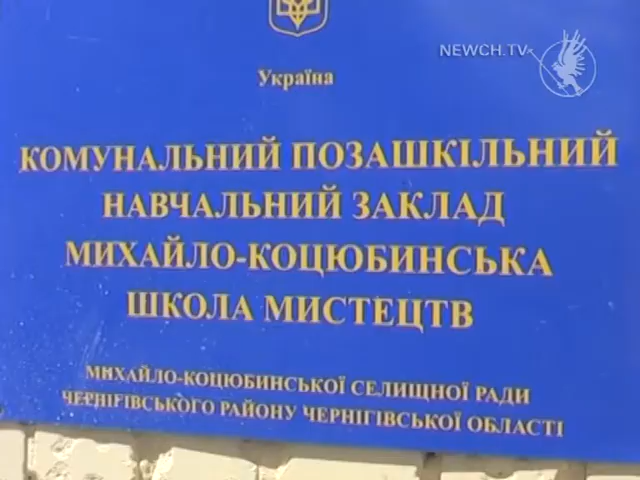 NEWCH.TV
Україна
КОМУНАЛЬНИЙ ПОЗАШКІЛЬНИЙ
НАВЧАЛЬНИЙ ЗАКЛАД
МИХАЙЛО-КОЦЮБИНСЬКА
ШКОЛА МИСТЕЦТВ
МИХАЙЛО-КОЦЮБИНСЬКОЇ СЕЛИЩНОЇ РАДИ
ЧЕРНІГІВСЬКОГО РАЙОНУ ЧЕРНІГІВСЬКОЇ ОБЛАСТІ